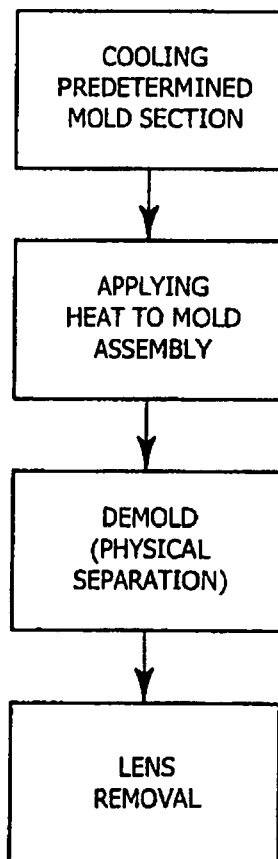 COOLING
PREDETERMINED
MOLD SECTION
APPLYING
HEAT TO MOLD
ASSEMBLY
DEMOLD
(PHYSICAL
SEPARATION)
LENS
REMOVAL